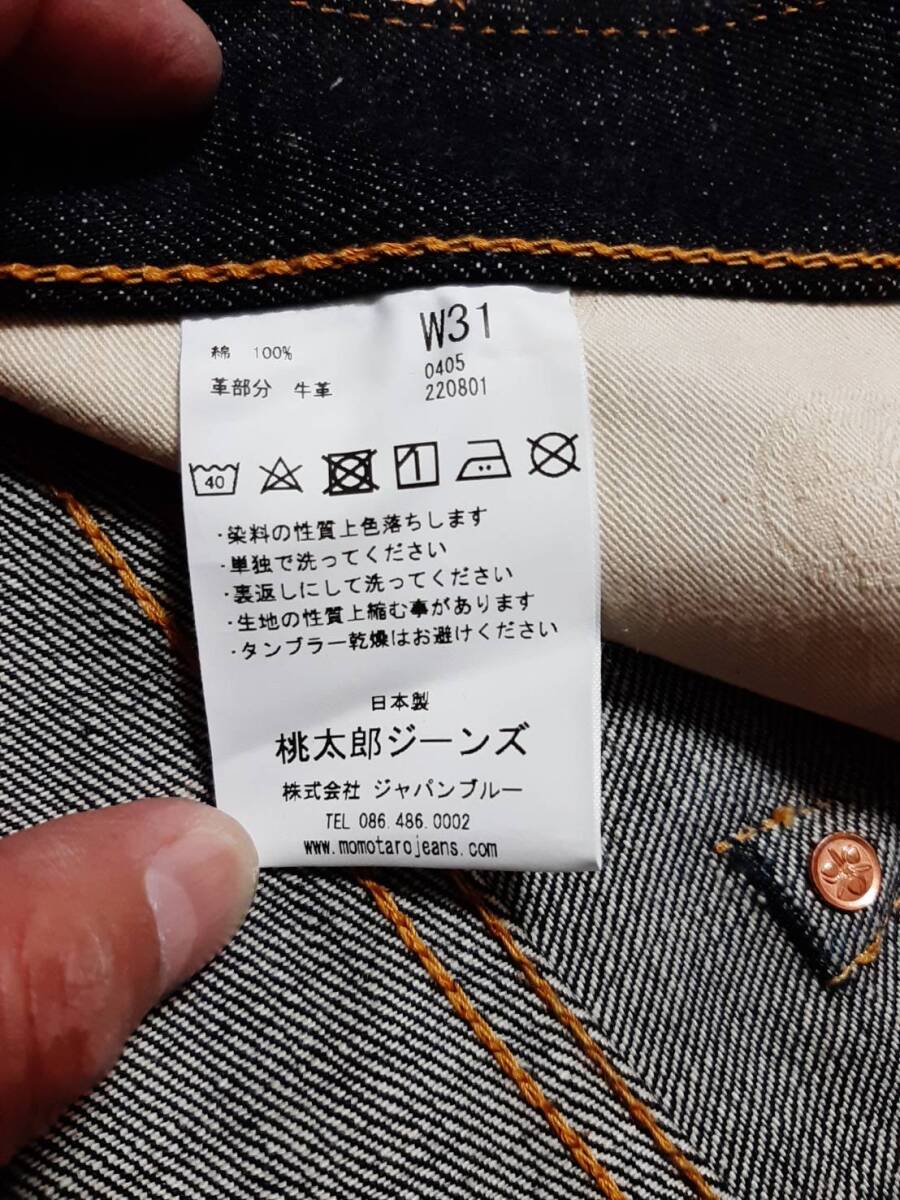 W31
綿 100%
0405
革部分 牛革
220801
40
・染料の性質上色落ちします
・単独で洗ってください
・裏返しにして洗ってください
・生地の性質上縮む事があります
・タンブラー乾燥はお避けください
日本製
桃太郎ジーンズ
株式会社 ジャパンブルー
TEL 086.486.0002
www.momotarojeans.com